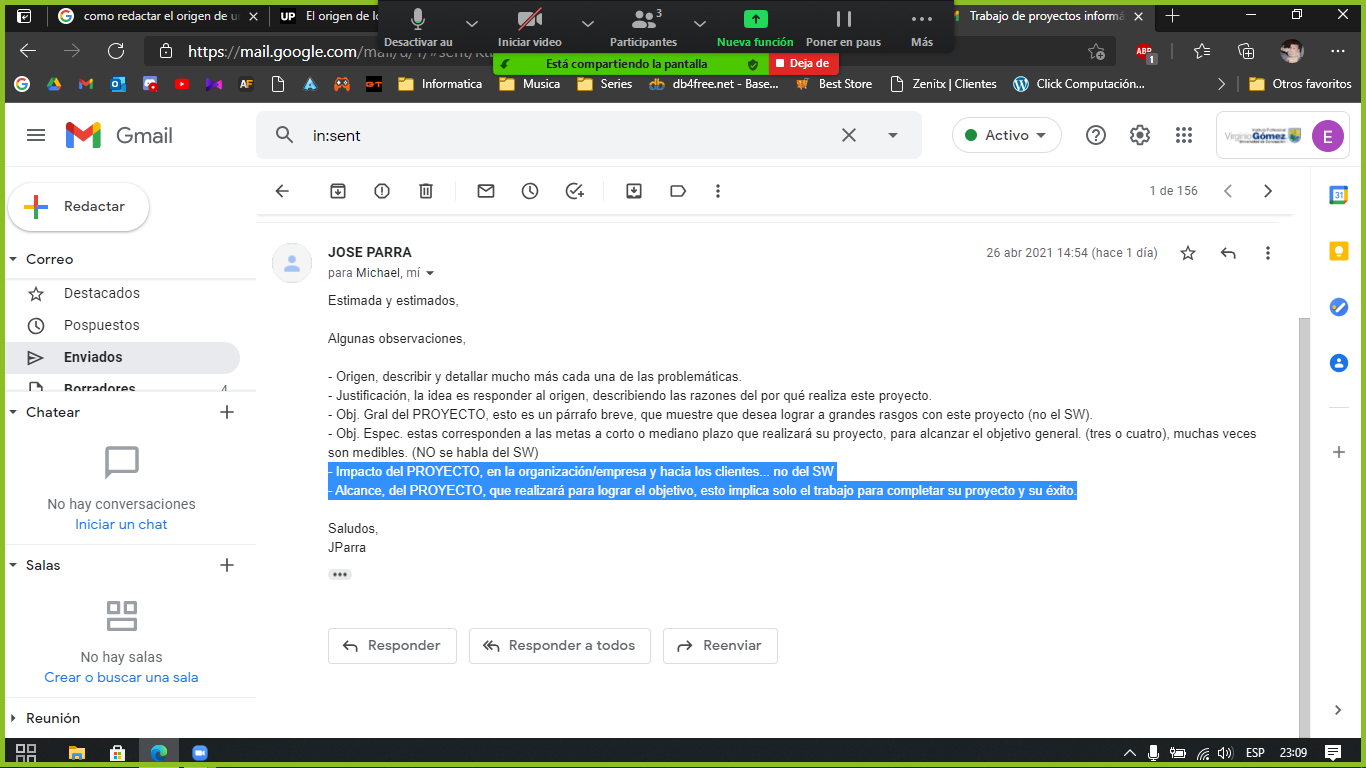 como redactar el origen de u
UP El origen de lo
Trabajo de proyectos informá
3
Desactivar au
Iniciar video
Participantes
Nueva función
Poner en paus
Más
Está compartiendo la pantalla
Deja de
https://mail.google.com/mail
ABP
1
Informatica
Musica
Series
db4free.net - Base...
Best Store
Zenitx | Clientes
Click Computación...
Otros favoritos
Gmail
in:sent
Activo
Virginio Gómez
E
Redactar
1 de 156
31
Correo
Destacados
Pospuestos
Enviados
Borradores 4
Chatear
No hay conversaciones
Iniciar un chat
Salas
No hay salas
Crear o buscar una sala
Reunión
JOSE PARRA
26 abr 2021 14:54 (hace 1 día)
para Michael, mí
Estimada y estimados,
Algunas observaciones,
- Origen, describir y detallar mucho más cada una de las problemáticas.
- Justificación, la idea es responder al origen, describiendo las razones del por qué realiza este proyecto.
- Obj. Gral del PROYECTO, esto es un párrafo breve, que muestre que desea lograr a grandes rasgos con este proyecto (no el SW).
- Obj. Espec. estas corresponden a las metas a corto o mediano plazo que realizará su proyecto, para alcanzar el objetivo general. (tres o cuatro), muchas veces
son medibles. (NO se habla del SW)
- Impacto del PROYECTO, en la organización/empresa y hacia los clientes... no del SW
- Alcance, del PROYECTO, que realizará para lograr el objetivo, esto implica solo el trabajo para completar su proyecto y su éxito.
Saludos,
JParra
Responder
Responder a todos
Reenviar
ESP
23:09